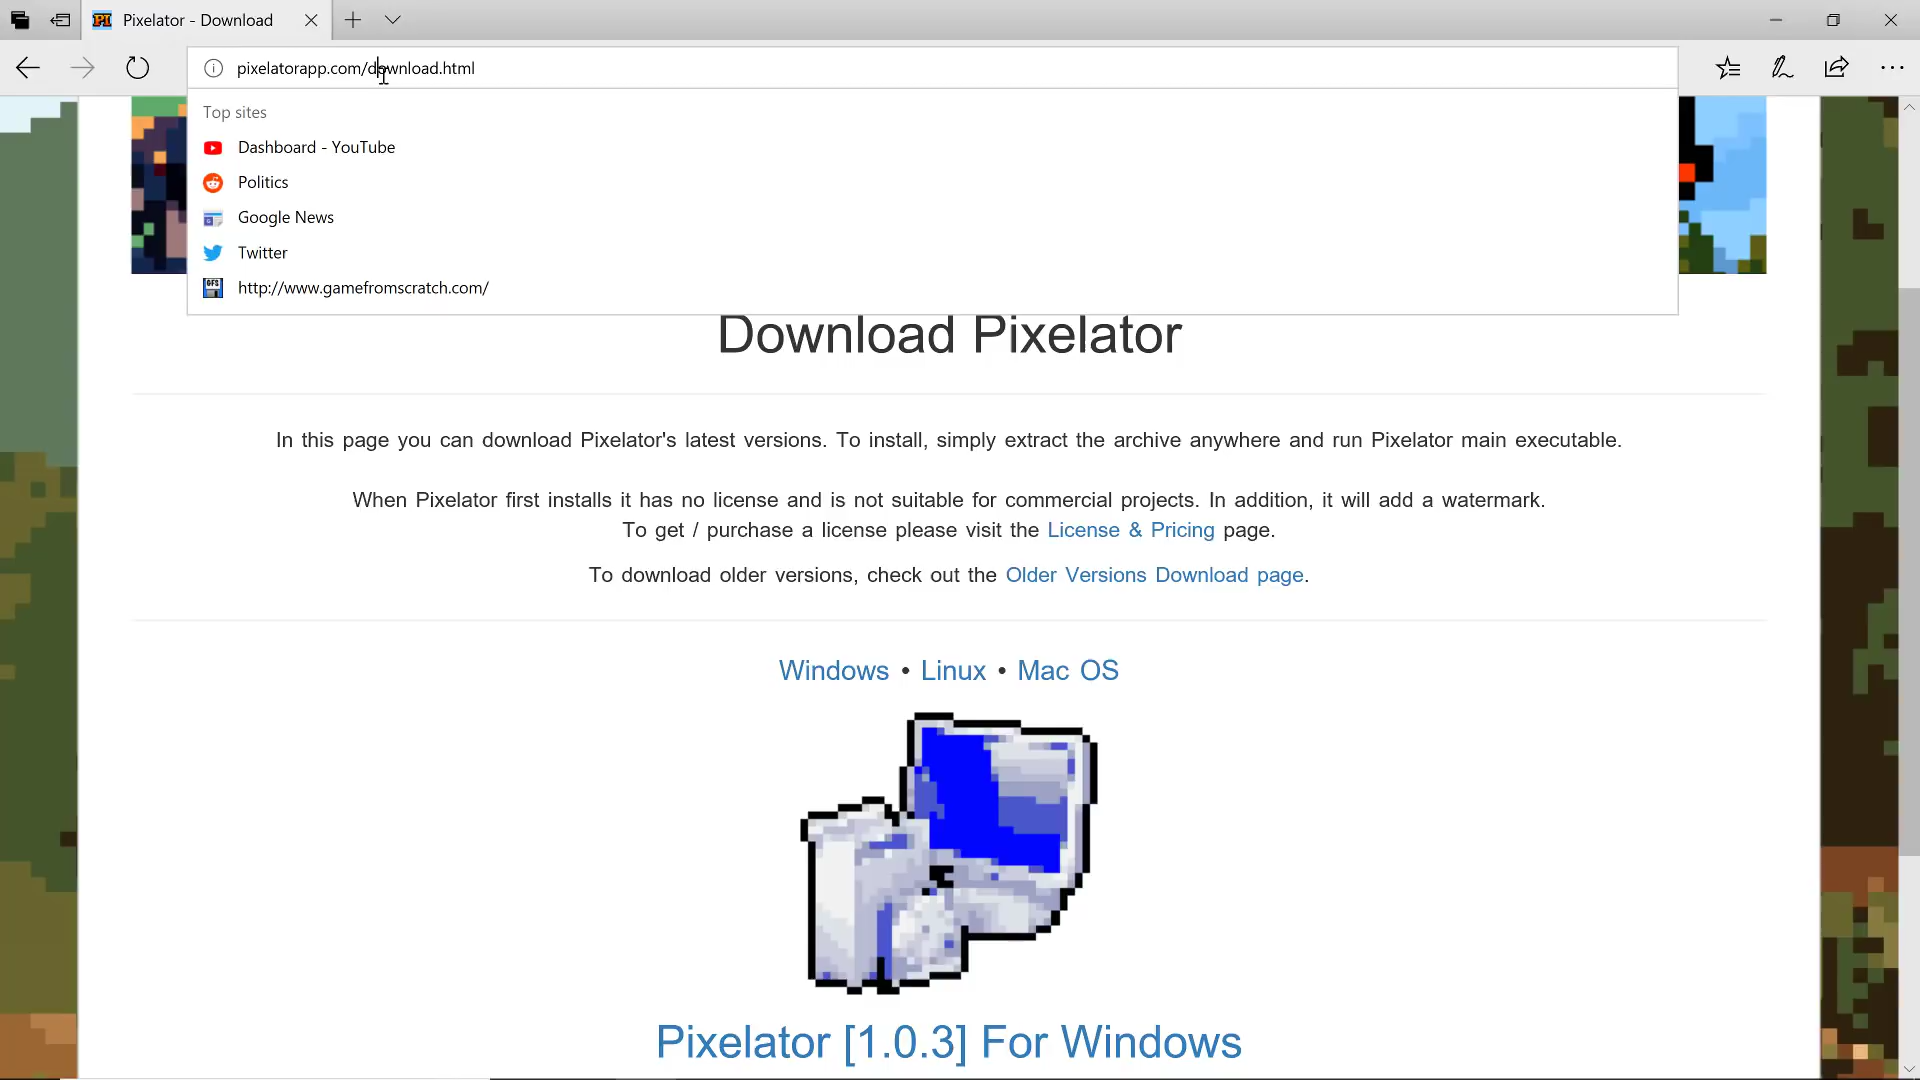 Pixelator - Download
pixelatorapp.com/download.html
Top sites
Dashboard - YouTube
Politics
Google News
Twitter
http://www.gamefromscratch.com/
Download Pixelator
In this page you can download Pixelator's latest versions. To install, simply extract the archive anywhere and run Pixelator main executable.
When Pixelator first installs it has no license and is not suitable for commercial projects. In addition, it will add a watermark.
To get / purchase a license please visit the License & Pricing page.
To download older versions, check out the Older Versions Download page.
Windows • Linux • Mac OS
Pixelator [1.0.3] For Windows